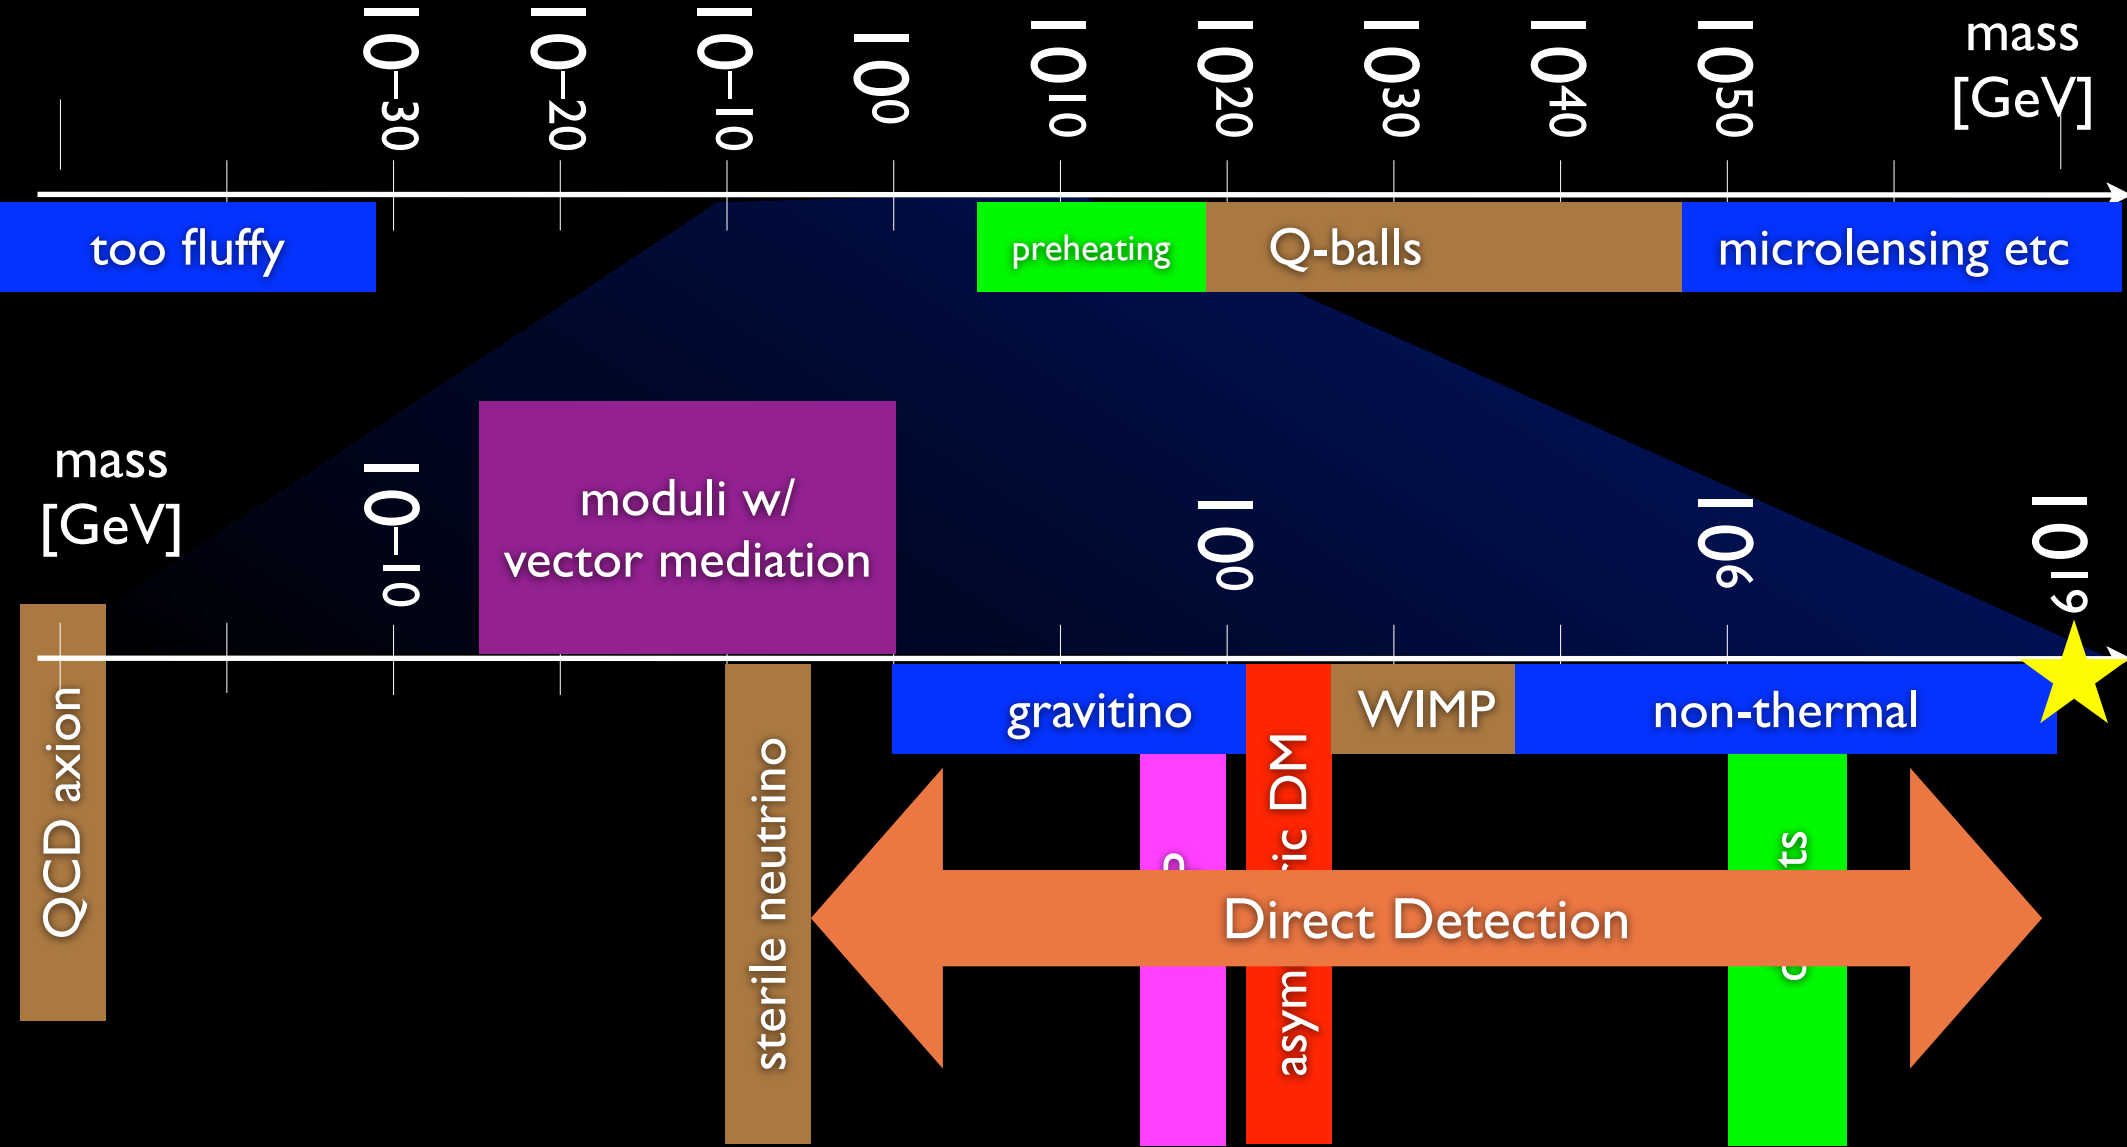 10⁻³⁰
10⁻²⁰
10⁻¹⁰
10⁰
10¹⁰
10²⁰
10³⁰
10⁴⁰
10⁵⁰
mass
[GeV]
too fluffy
preheating
Q-balls
microlensing etc
mass
[GeV]
10⁻¹⁰
moduli w/
vector mediation
10⁰
10⁶
10¹⁹
QCD axion
sterile neutrino
gravitino
WIMP
non-thermal
DM
Direct Detection